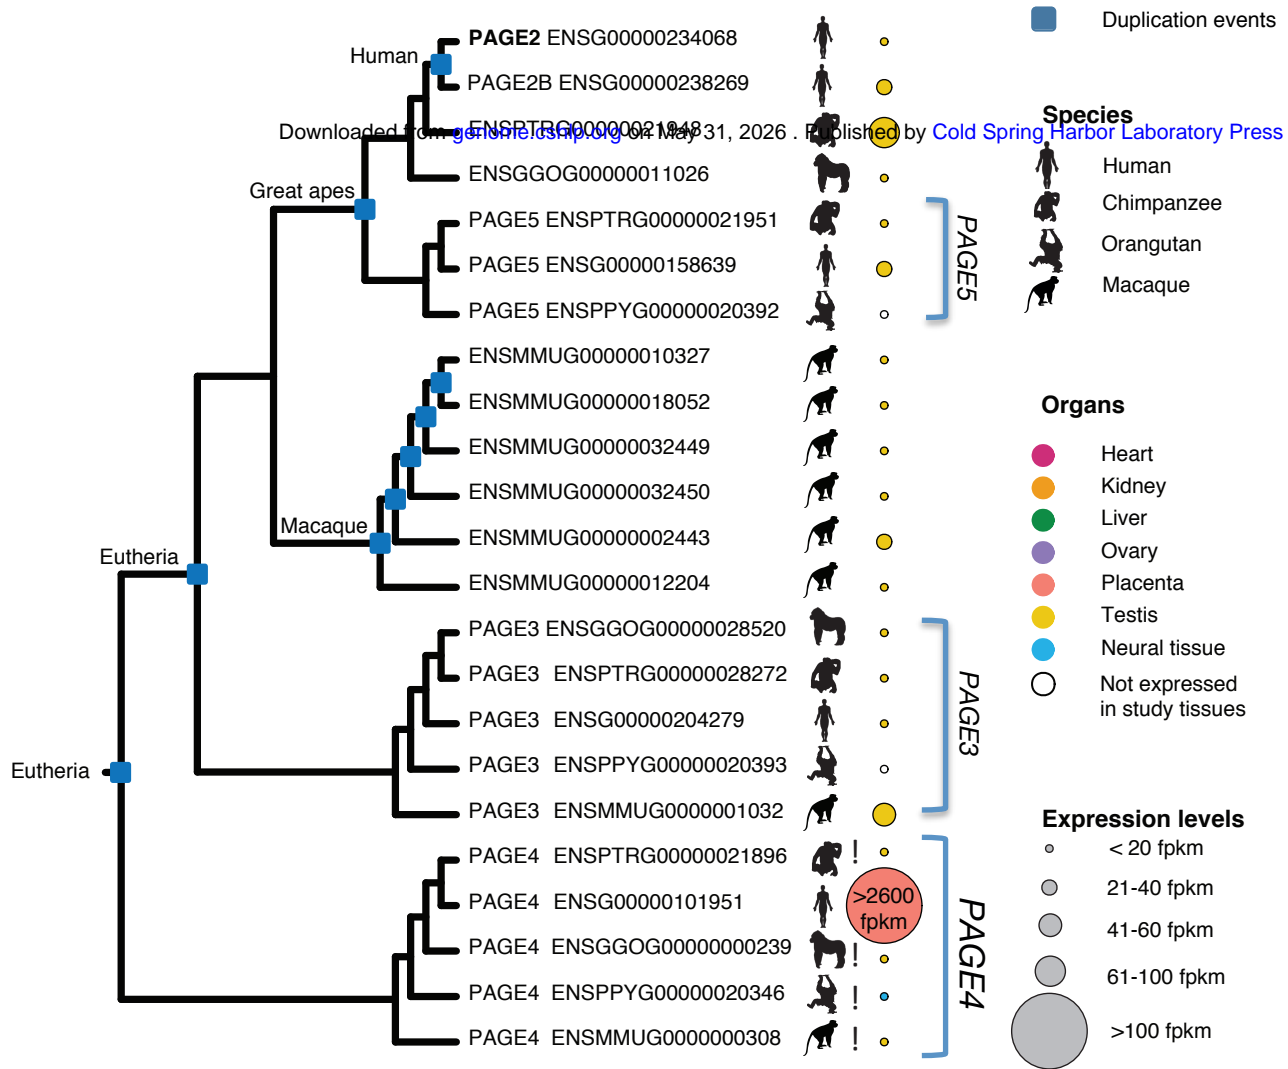 Duplication events
Human
PAGE2 ENSG00000234068
PAGE2B ENSG00000238269
ENSPTRG00000021948
Downloaded from genome.cshlp.org on May 31, 2026 . Published by Cold Spring Harbor Laboratory Press
ENSGGOG00000011026
Great apes
PAGE5 ENSPTRG00000021951
PAGE5 ENSG00000158639
PAGE5 ENSPPYG00000020392
PAGE5
ENSMMUG00000010327
ENSMMUG00000018052
ENSMMUG00000032449
ENSMMUG00000032450
Macaque
ENSMMUG00000002443
ENSMMUG00000012204
Eutheria
PAGE3 ENSGGOG00000028520
PAGE3 ENSPTRG00000028272
PAGE3 ENSG00000204279
PAGE3 ENSPPYG00000020393
PAGE3 ENSMMUG0000001032
PAGE3
Eutheria
PAGE4 ENSPTRG00000021896 !
PAGE4 ENSG00000101951
>2600
fpkm
PAGE4 ENSGGOG00000000239 !
PAGE4 ENSPPYG00000020346 !
PAGE4 ENSMMUG0000000308 !
PAGE4
Species
Human
Chimpanzee
Orangutan
Macaque
Organs
Heart
Kidney
Liver
Ovary
Placenta
Testis
Neural tissue
Not expressed
in study tissues
Expression levels
< 20 fpkm
21-40 fpkm
41-60 fpkm
61-100 fpkm
>100 fpkm